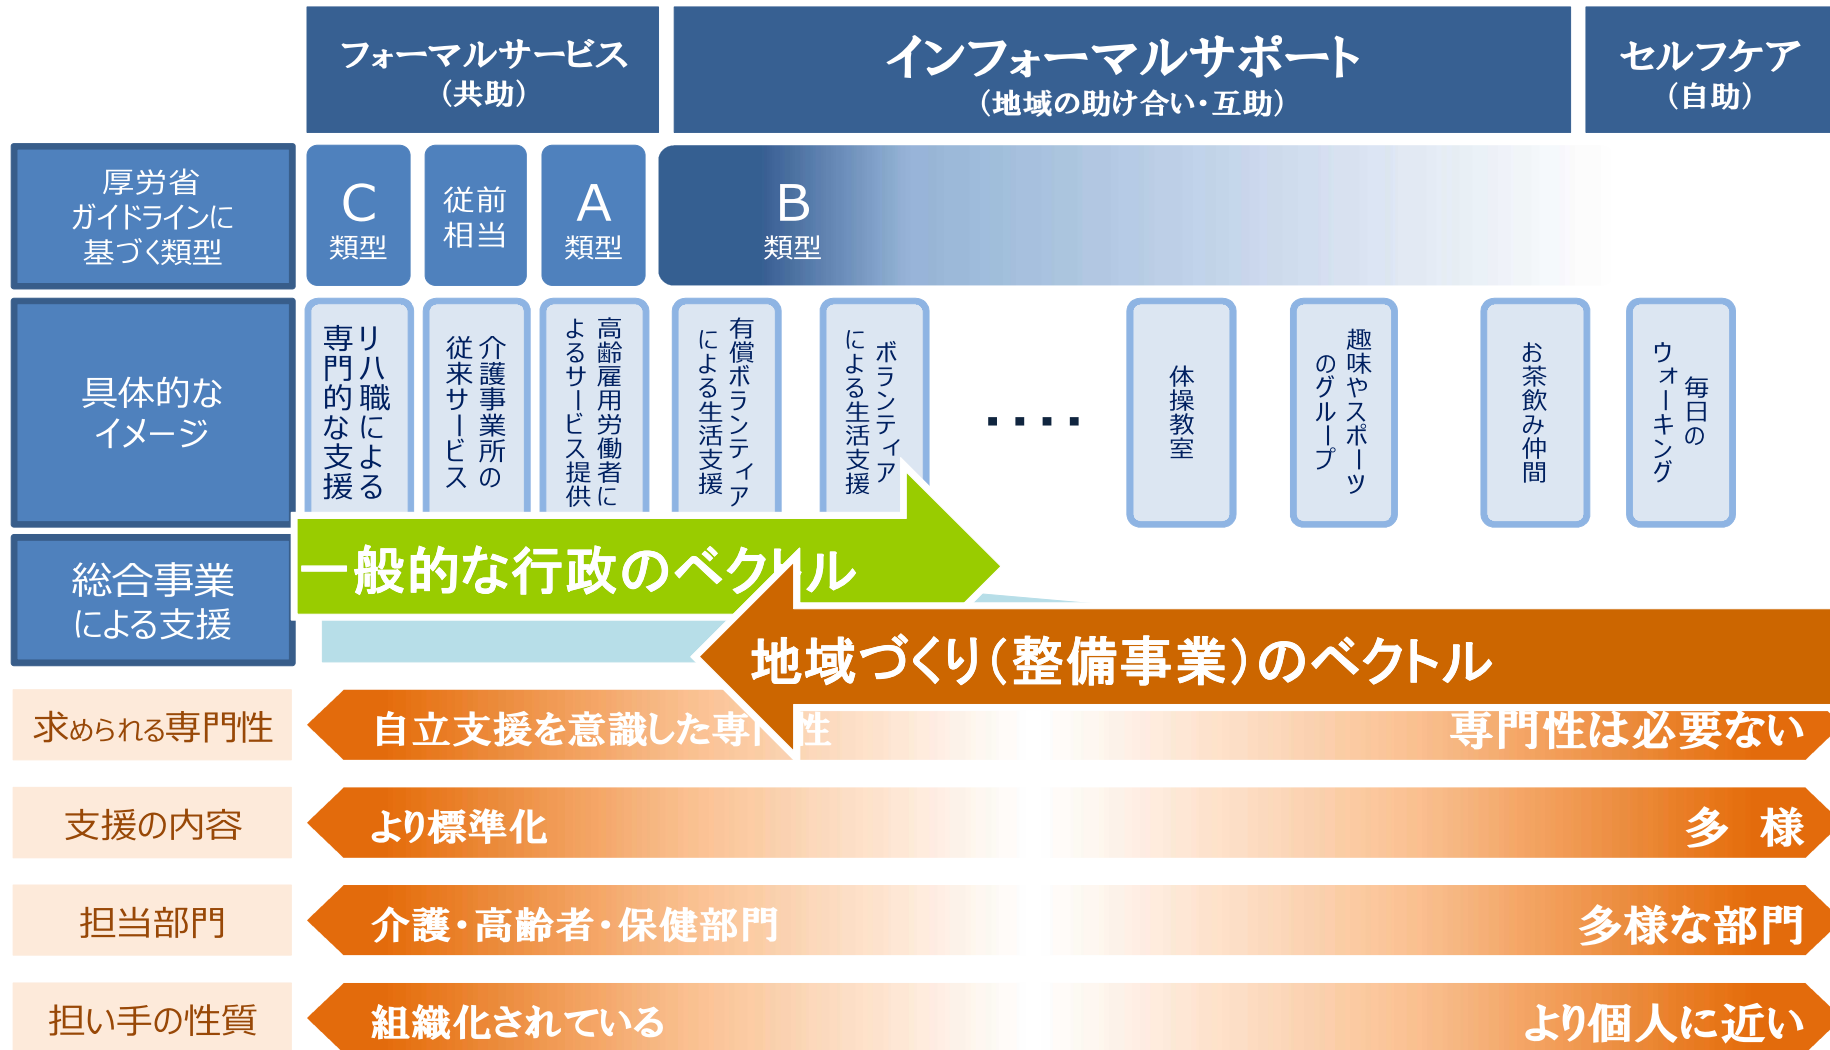 フォーマルサービス
（共助）
インフォーマルサポート
（地域の助け合い・互助）
セルフケア
（自助）
厚労省
ガイドラインに
基づく類型
C
類型
従前
相当
A
類型
B
類型
具体的な
イメージ
リハ職による
専門的な支援
介護事業所の
従来サービス
高齢雇用労働者に
よるサービス提供
有償ボランティア
による生活支援
ボランティア
による生活支援
････
体操教室
趣味やスポーツ
のグループ
お茶飲み仲間
毎日の
ウォーキング
総合事業
による支援
一般的な行政のベクトル
地域づくり（整備事業）のベクトル
求められる専門性
自立支援を意識した専門性
専門性は必要ない
支援の内容
より標準化
多　様
担当部門
介護・高齢者・保健部門
多様な部門
担い手の性質
組織化されている
より個人に近い